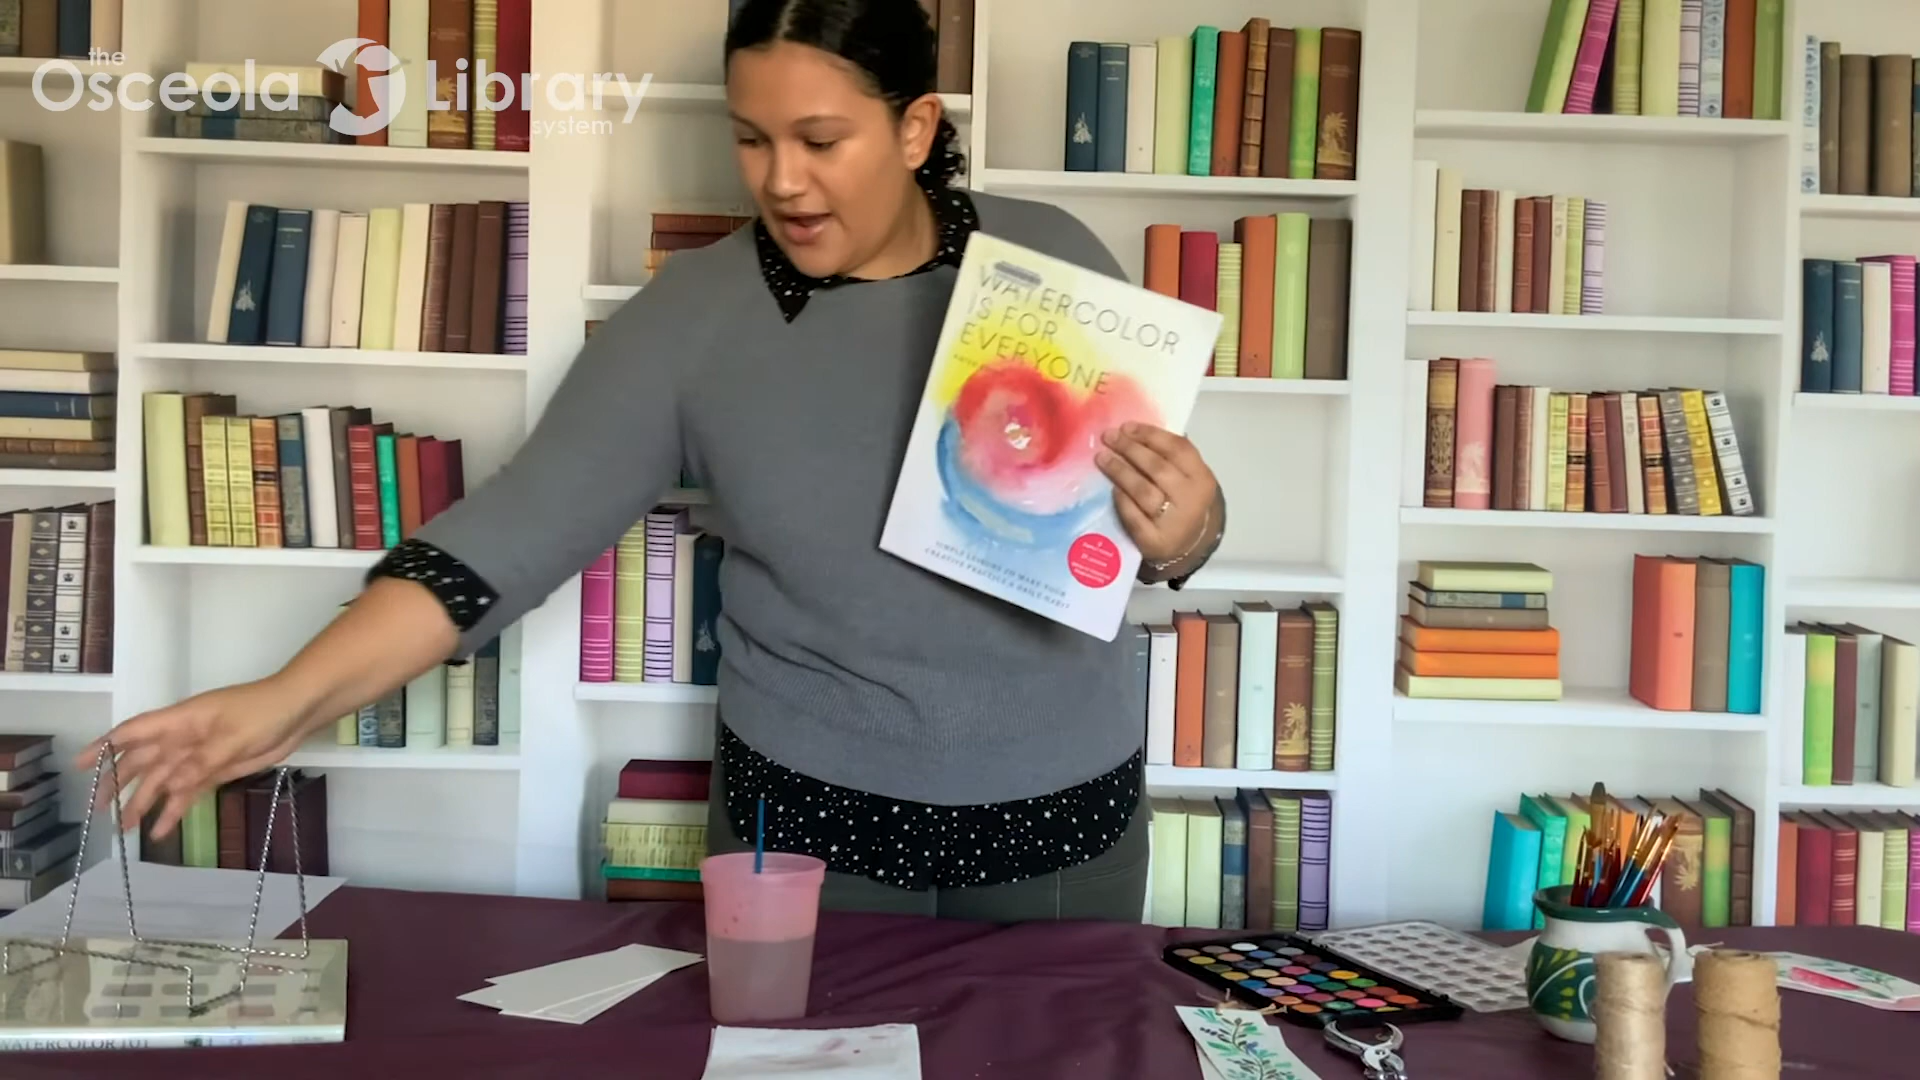 the
Osceola Library
system
WATERCOLOR
IS FOR
EVERYONE
SIMPLE LESSONS TO MAKE YOUR
CREATIVE PRACTICE A DAILY HABIT
WATERCOLOR 101